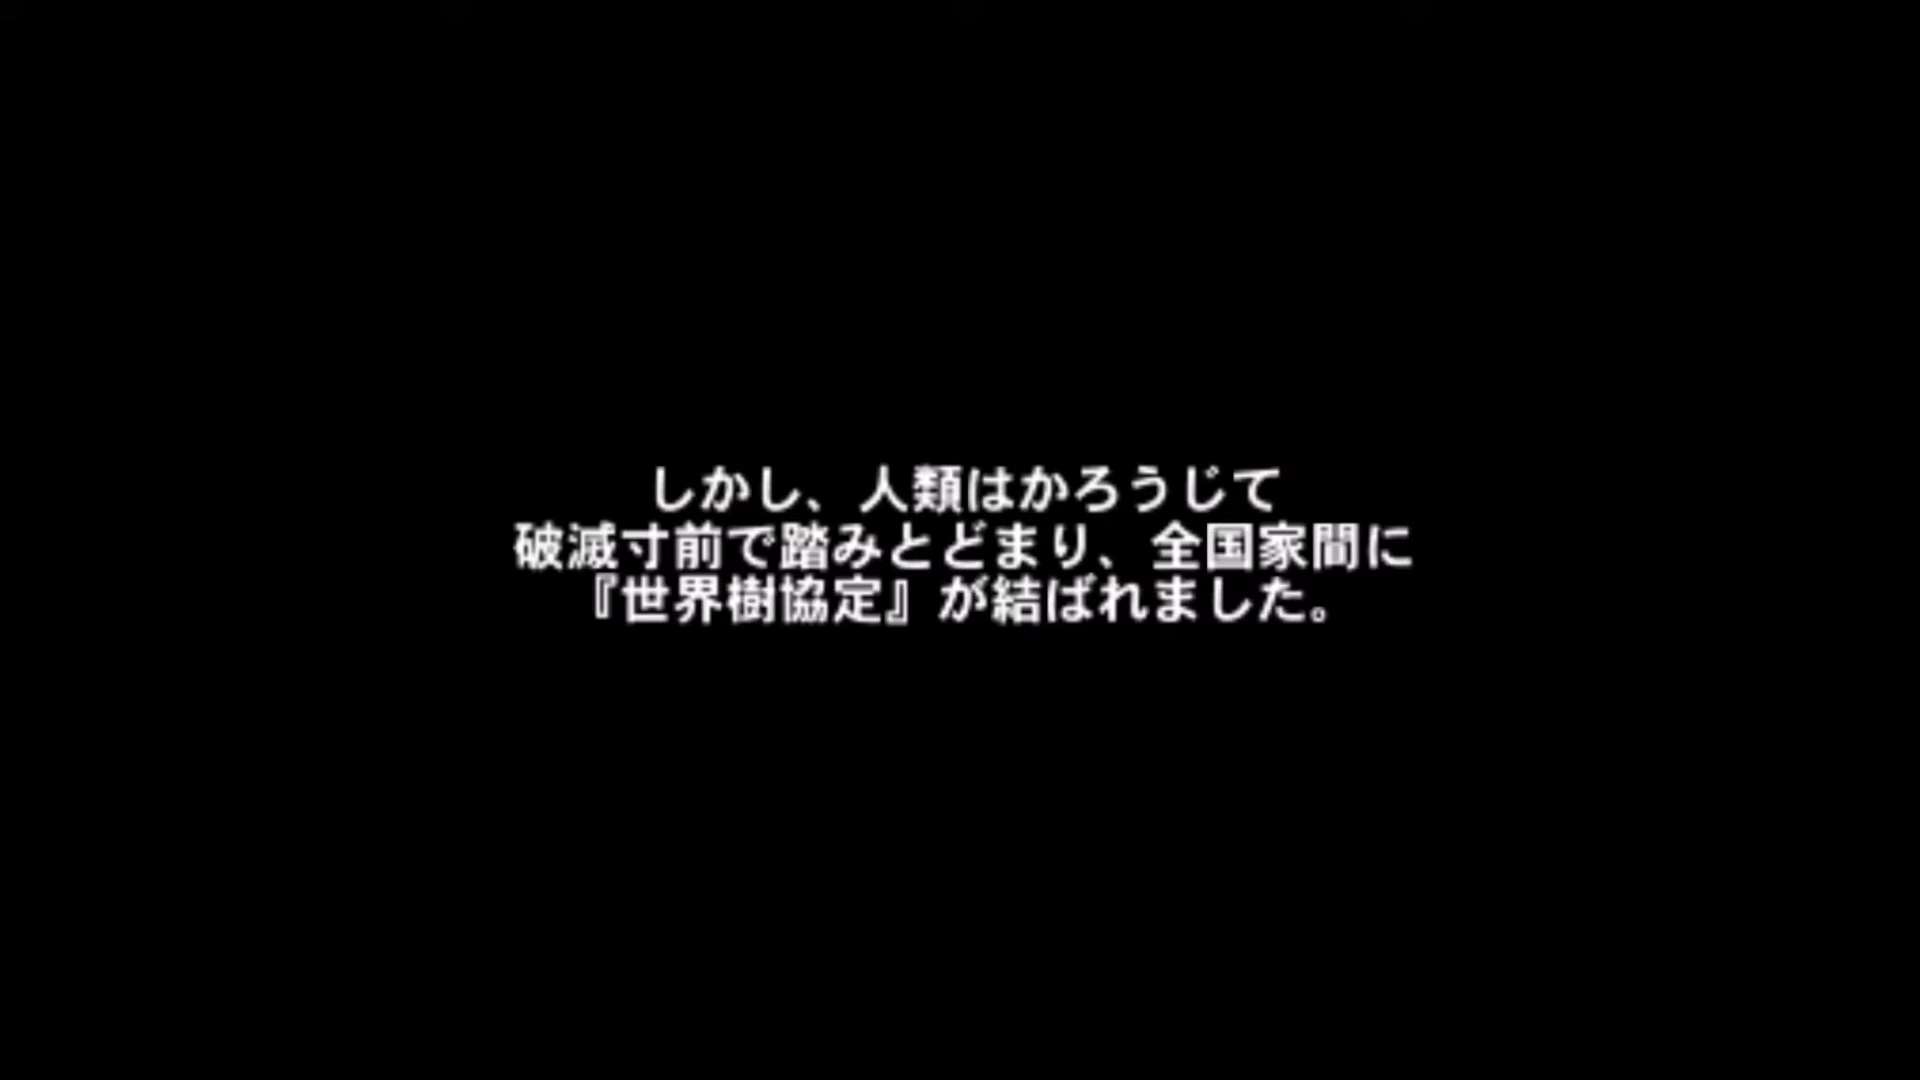 しかし、人類はかろうじて
破滅寸前で踏みとどまり、全国家間に
『世界樹協定』が結ばれました。